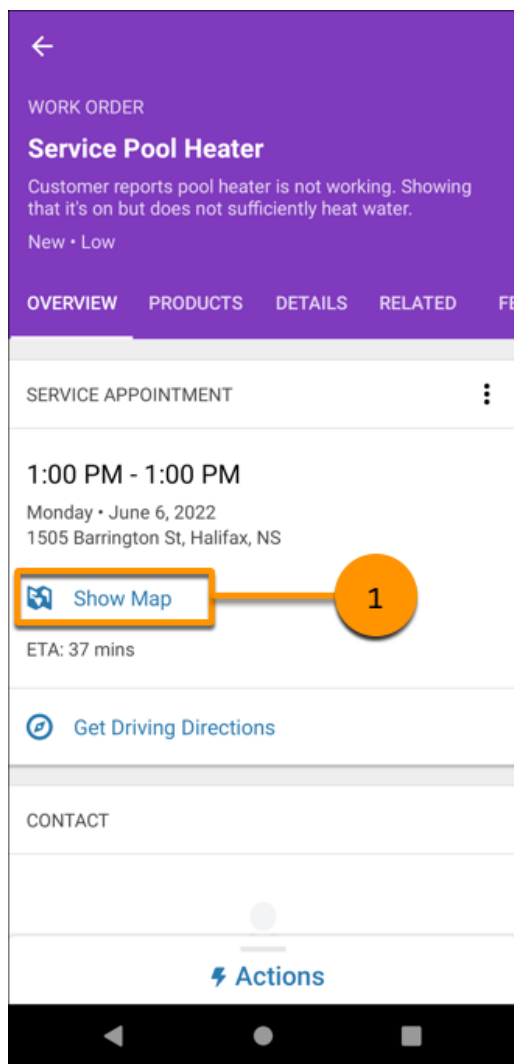 WORK ORDER
Service Pool Heater
Customer reports pool heater is not working. Showing
that it's on but does not sufficiently heat water.
New • Low
OVERVIEW PRODUCTS DETAILS RELATED FE
SERVICE APPOINTMENT
1:00 PM - 1:00 PM
Monday • June 6, 2022
1505 Barrington St, Halifax, NS
Show Map 1
ETA: 37 mins
Get Driving Directions
CONTACT
Actions